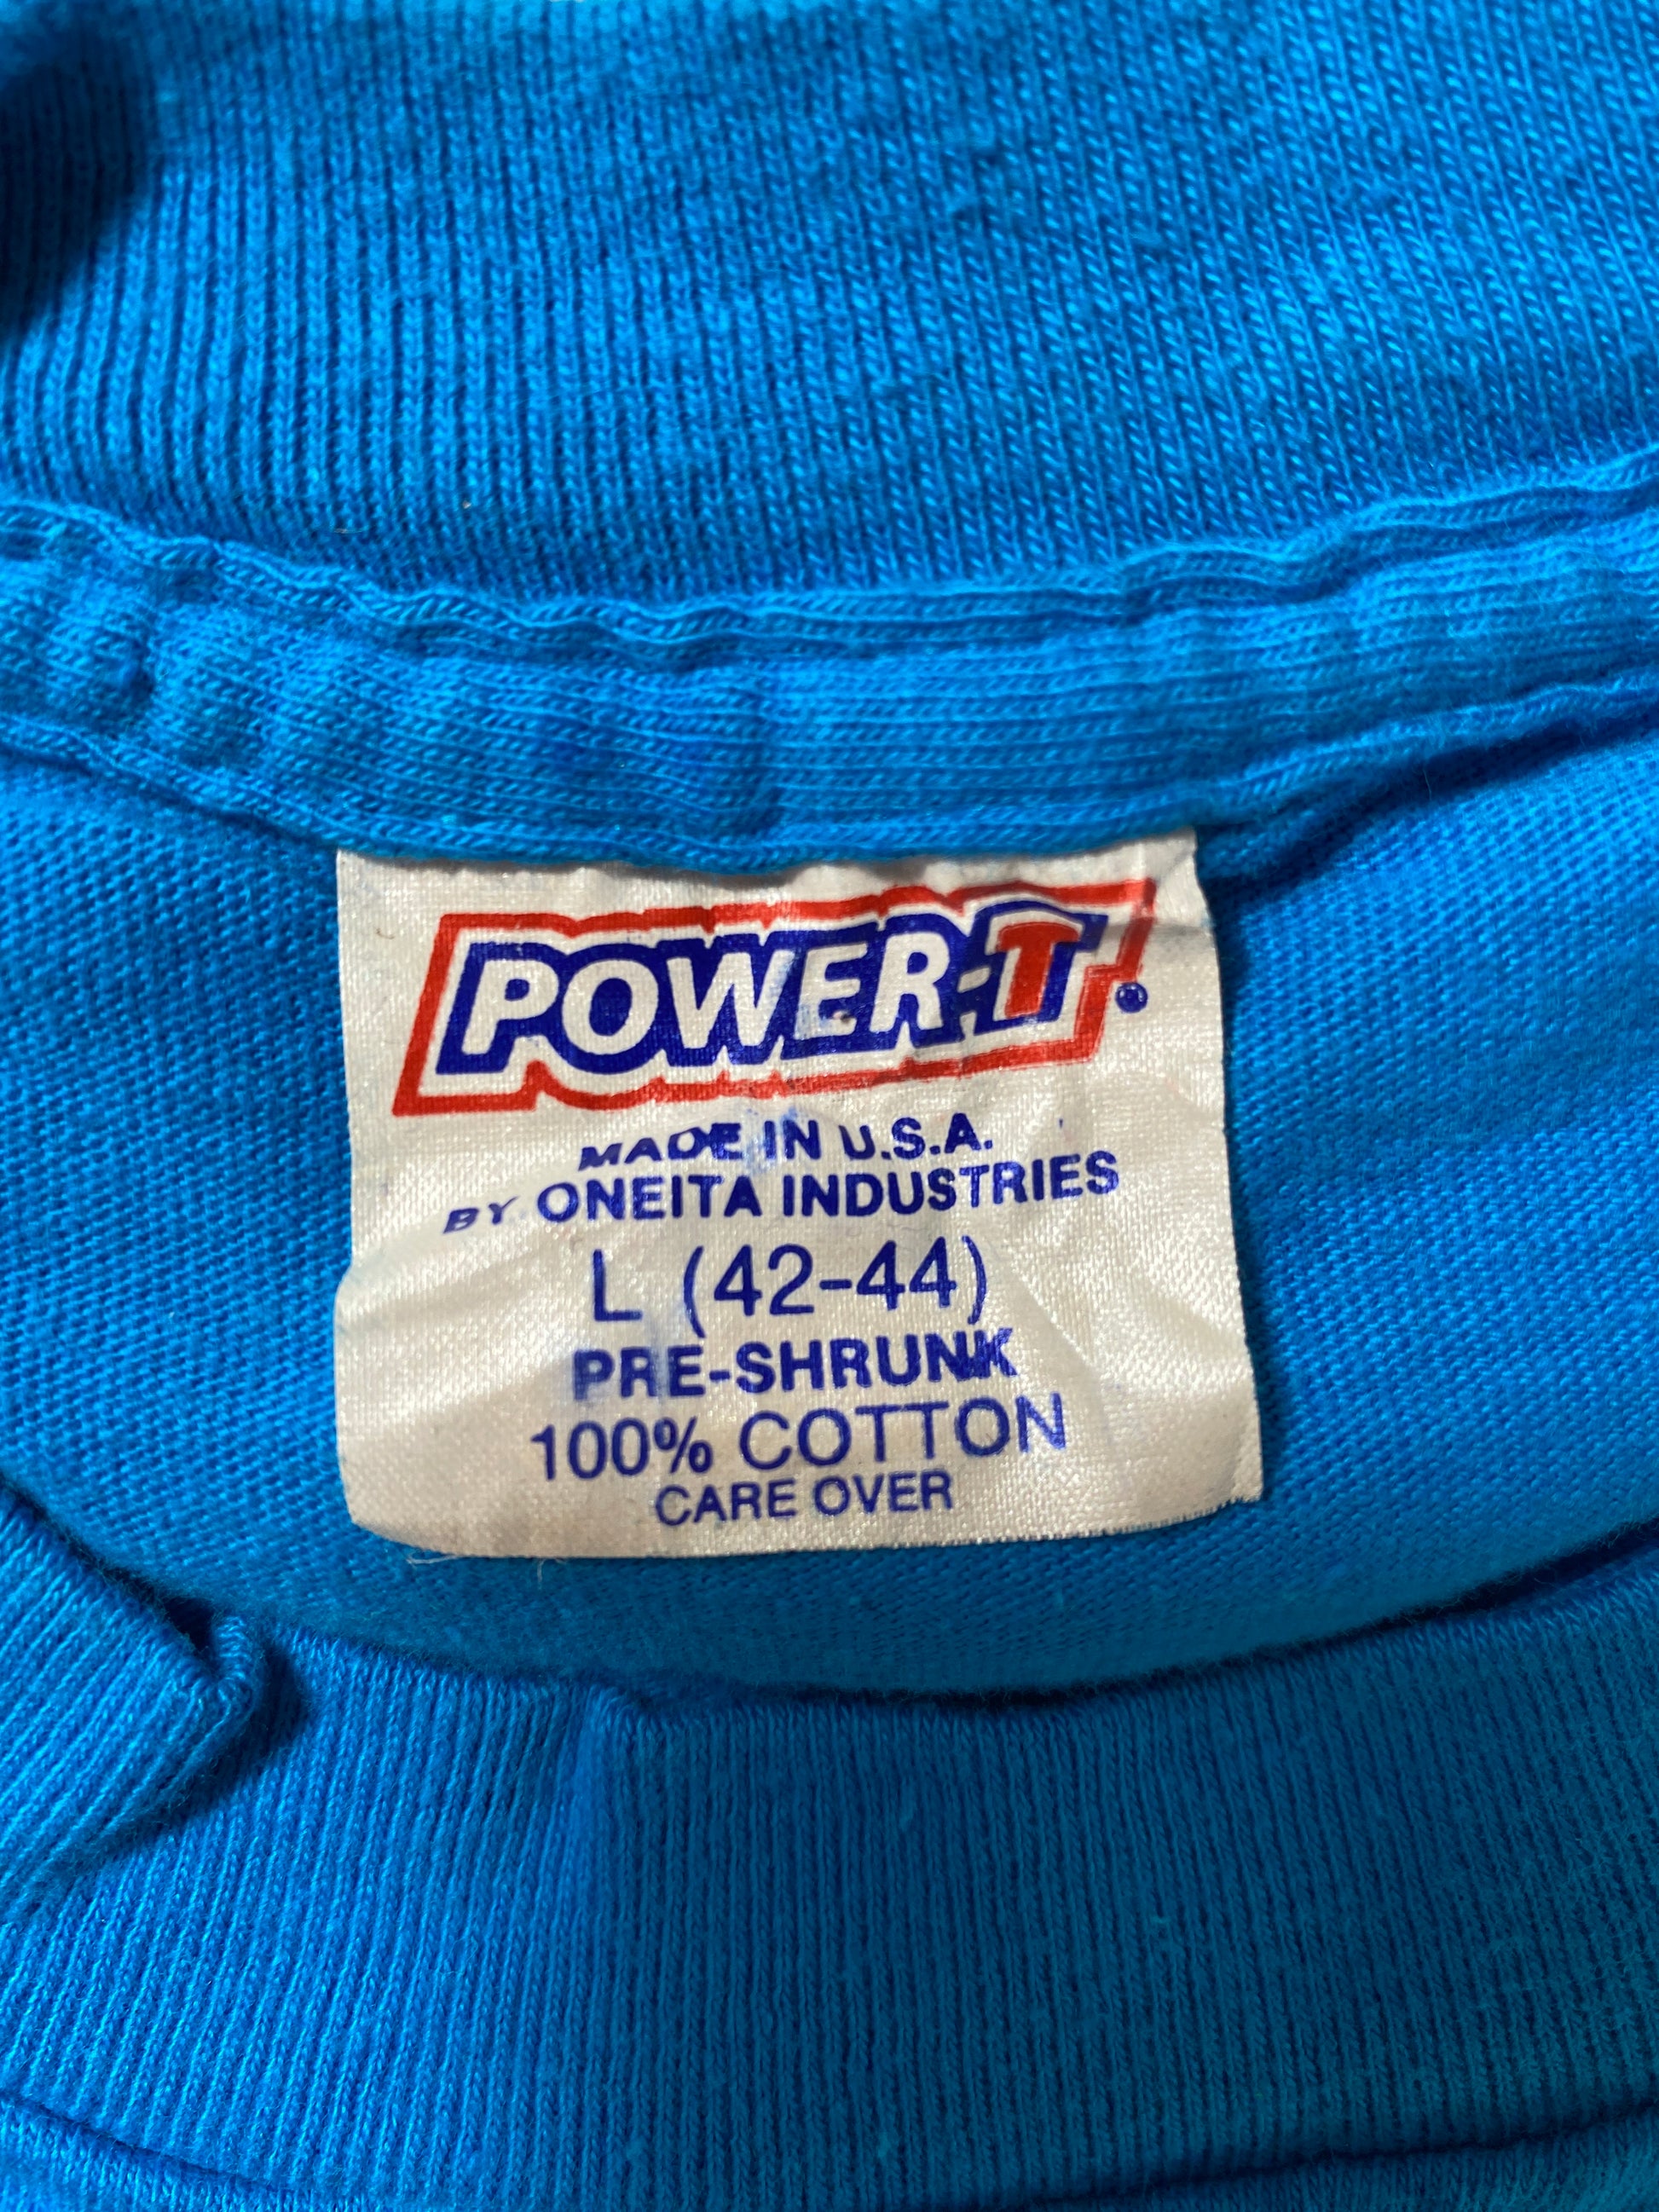 POWER-T®
MADE IN U.S.A.
BY ONEITA INDUSTRIES
L (42-44)
PRE-SHRUNK
100% COTTON
CARE OVER